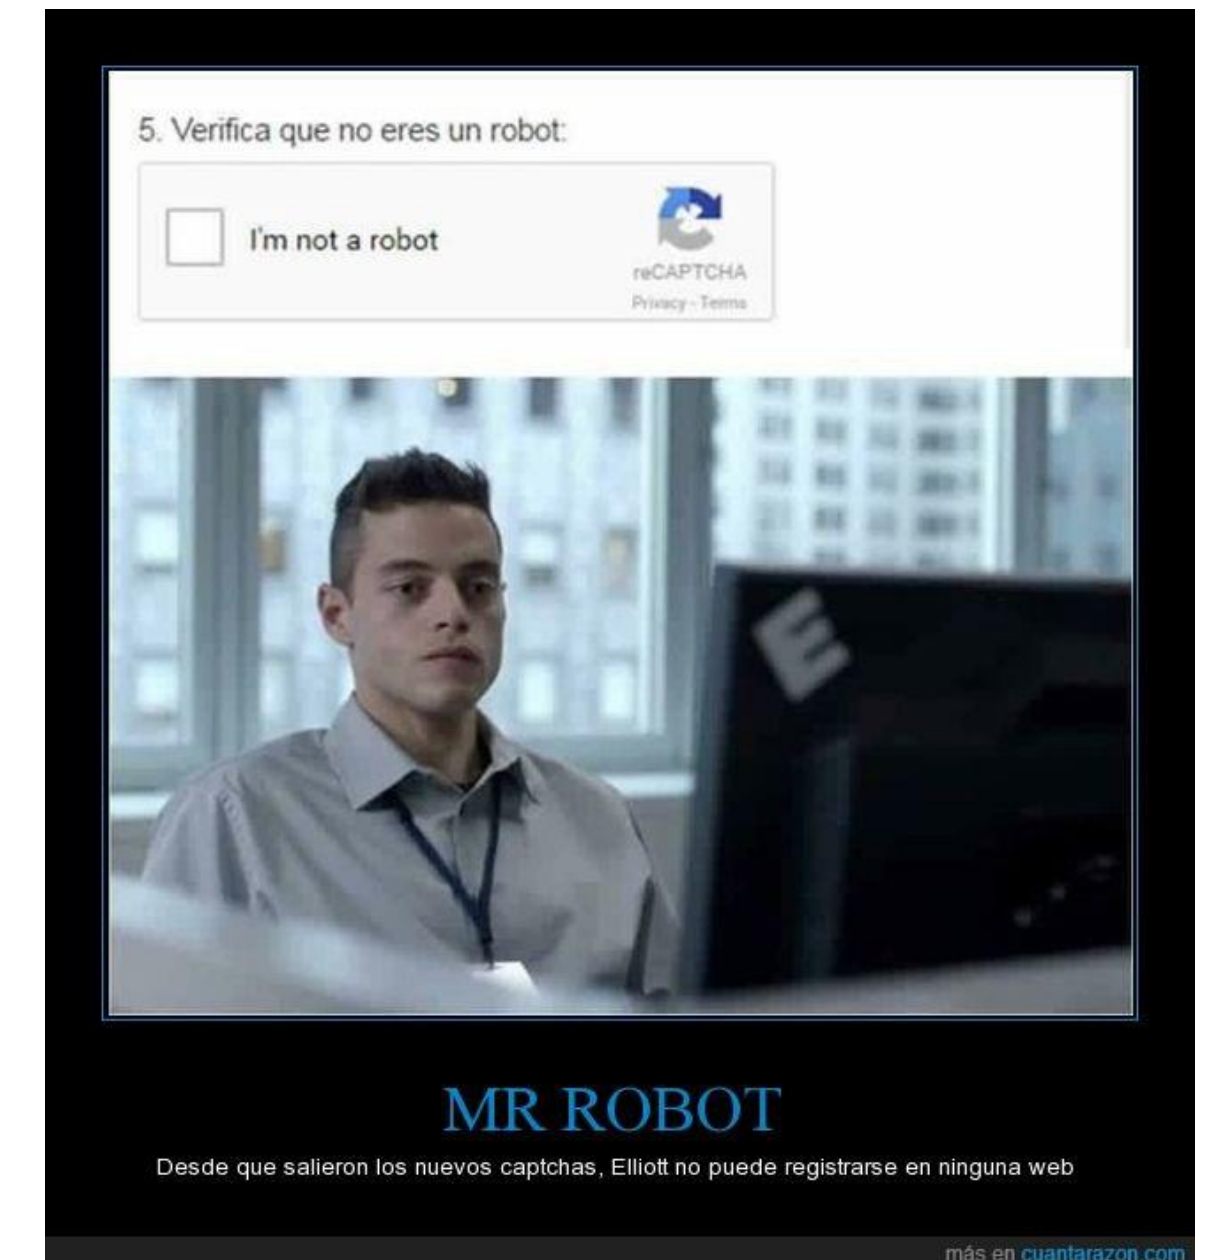 5. Verifica que no eres un robot:
I'm not a robot
reCAPTCHA
Privacy - Terms
E
MR ROBOT
Desde que salieron los nuevos captchas, Elliott no puede registrarse en ninguna web
más en cuantarazon.com